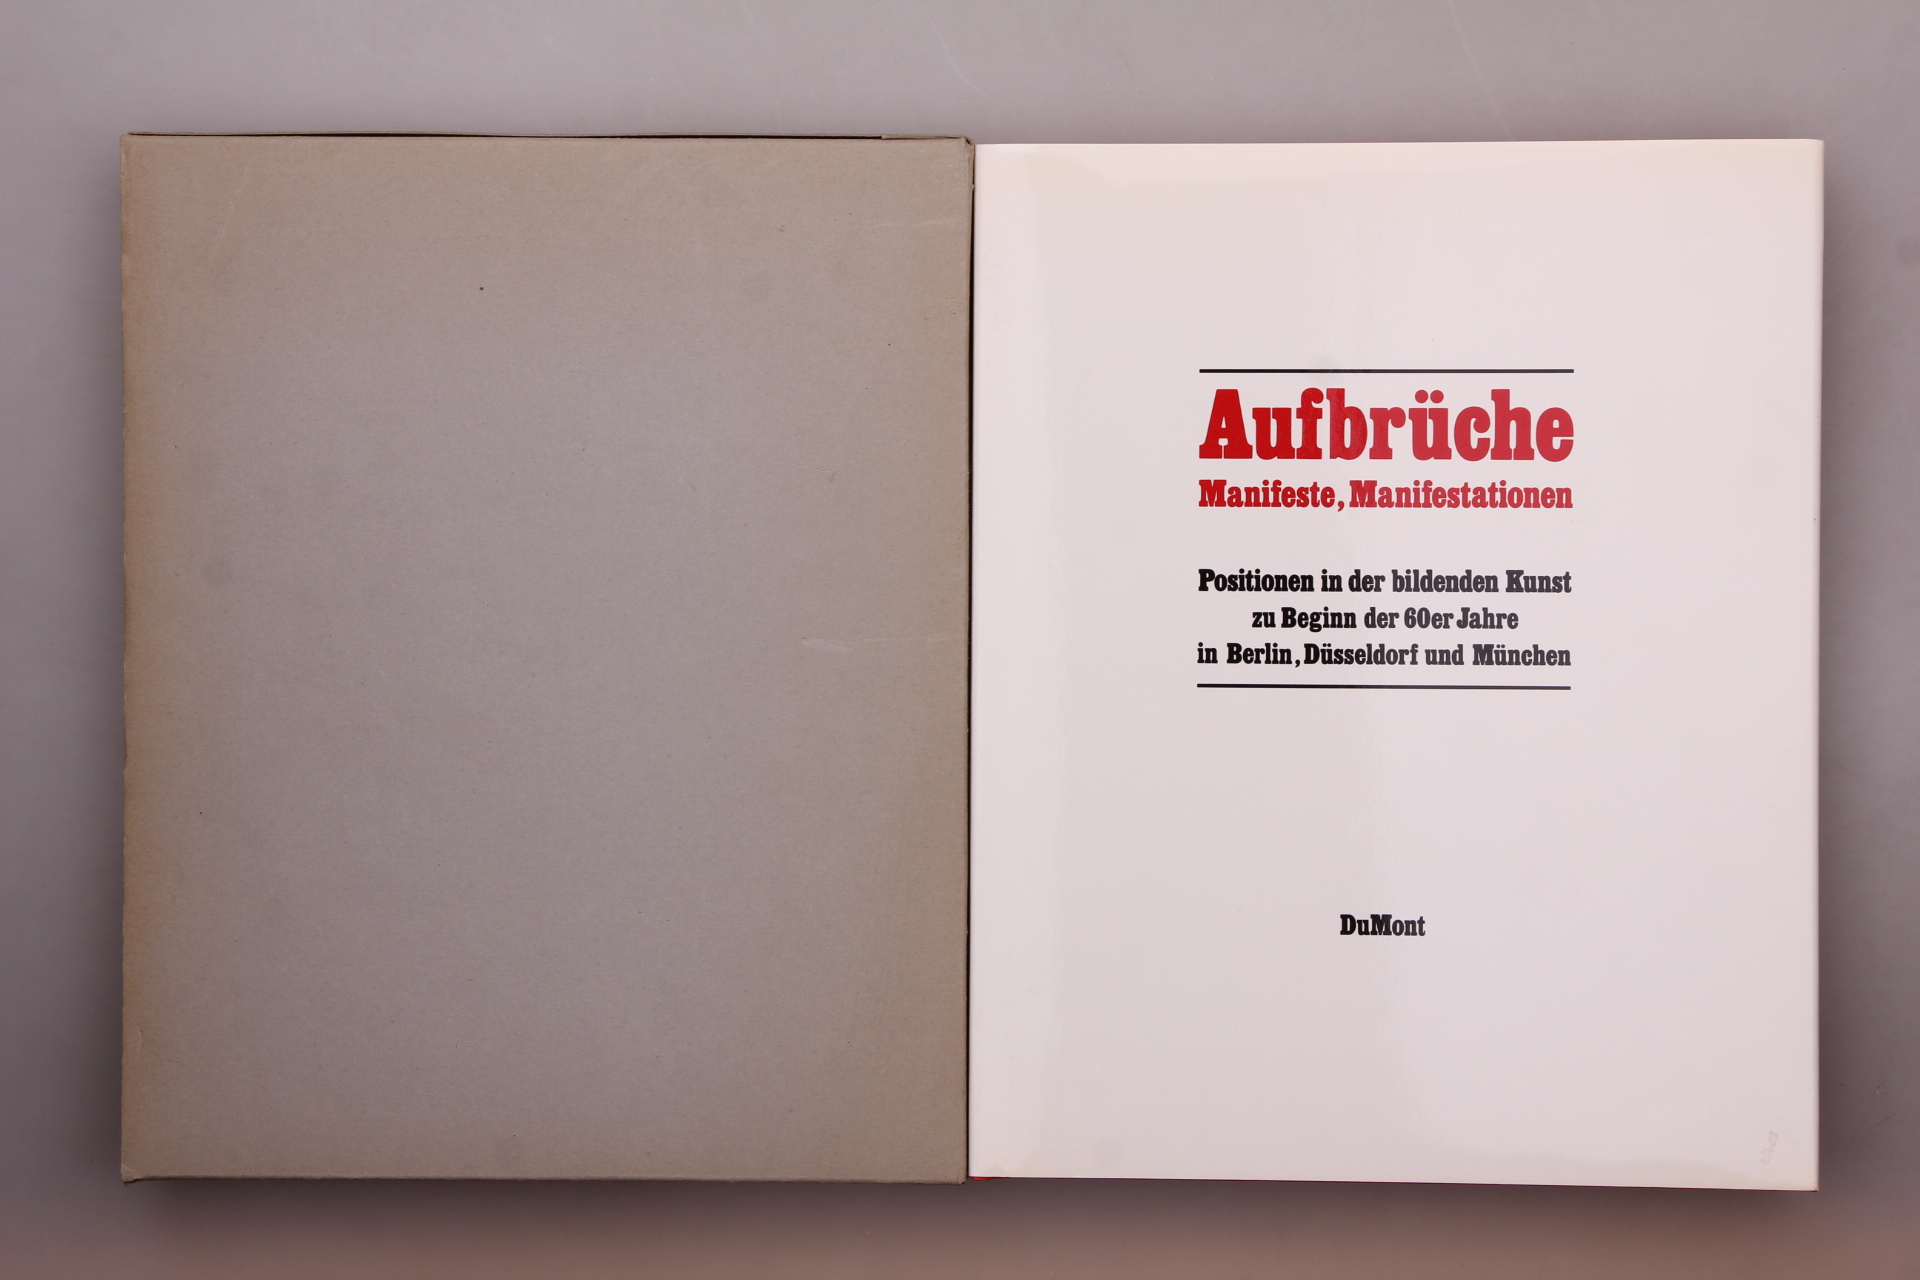 Aufbrüche
Manifeste, Manifestationen
Positionen in der bildenden Kunst
zu Beginn der 60er Jahre
in Berlin, Düsseldorf und München
DuMont